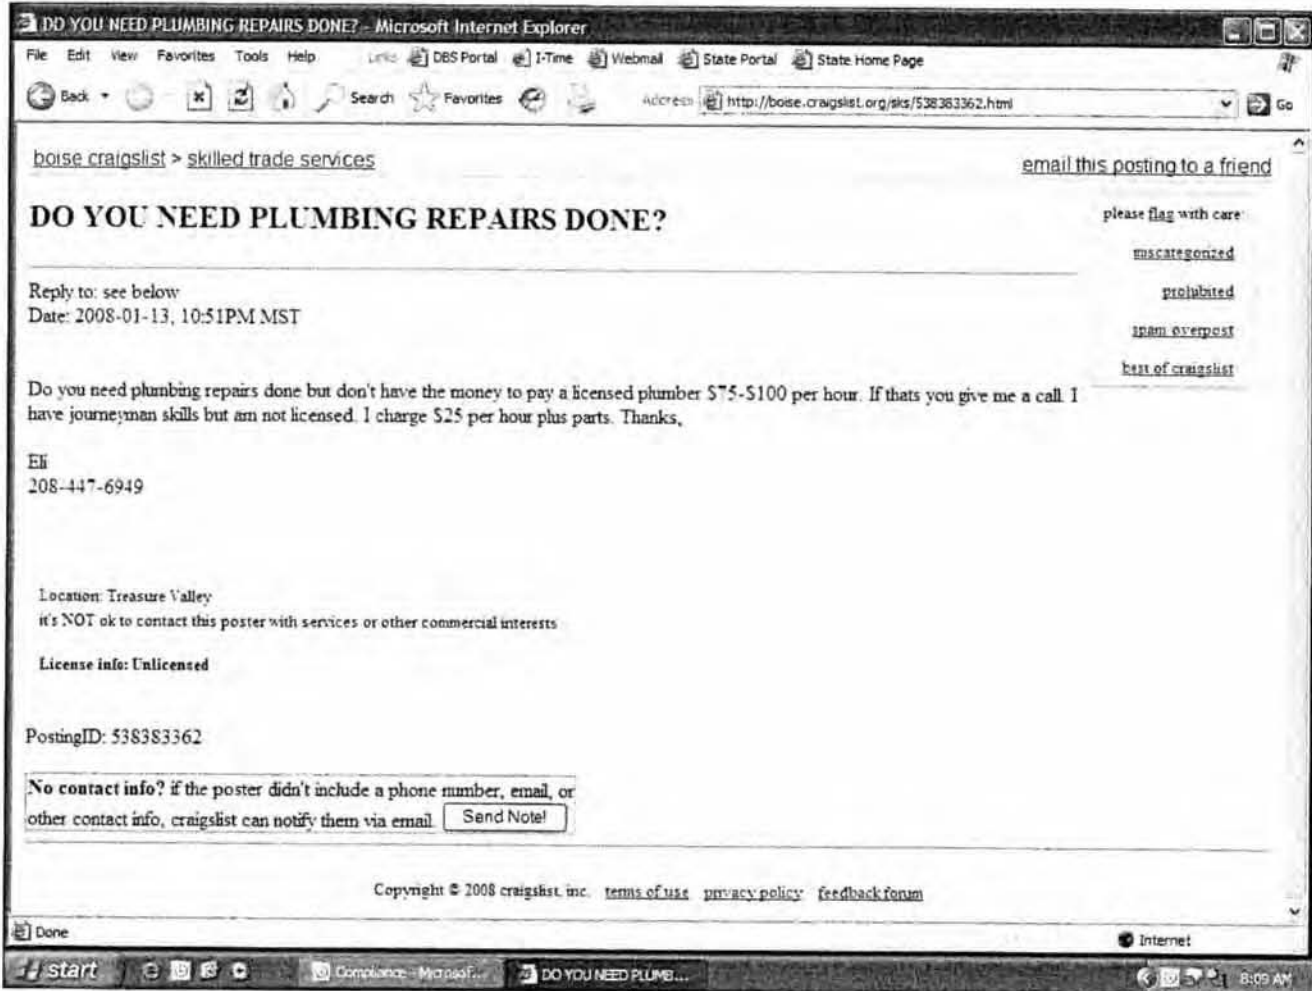 DO YOU NEED PLUMBING REPAIRS DONE? - Microsoft Internet Explorer
File Edit View Favorites Tools Help Links DBS Portal I-Time Webmail State Portal State Home Page
Back Search Favorites Address http://boise.craigslist.org/sks/538383362.html Go
boise craigslist > skilled trade services
email this posting to a friend
DO YOU NEED PLUMBING REPAIRS DONE?
please flag with care:
miscategorized
prohibited
spam/overpost
best of craigslist
Reply to: see below
Date: 2008-01-13, 10:51PM MST
Do you need plumbing repairs done but don't have the money to pay a licensed plumber $75-$100 per hour. If thats you give me a call. I
have journeyman skills but am not licensed. I charge $25 per hour plus parts. Thanks,
Eli
208-447-6949
Location: Treasure Valley
it's NOT ok to contact this poster with services or other commercial interests
License info: Unlicensed
PostingID: 538383362
No contact info? if the poster didn't include a phone number, email, or
other contact info, craigslist can notify them via email. Send Note!
Copyright © 2008 craigslist, inc. terms of use privacy policy feedback forum
Done
Internet
start Compliance - Microsof... DO YOU NEED PLUMB... 8:09 AM